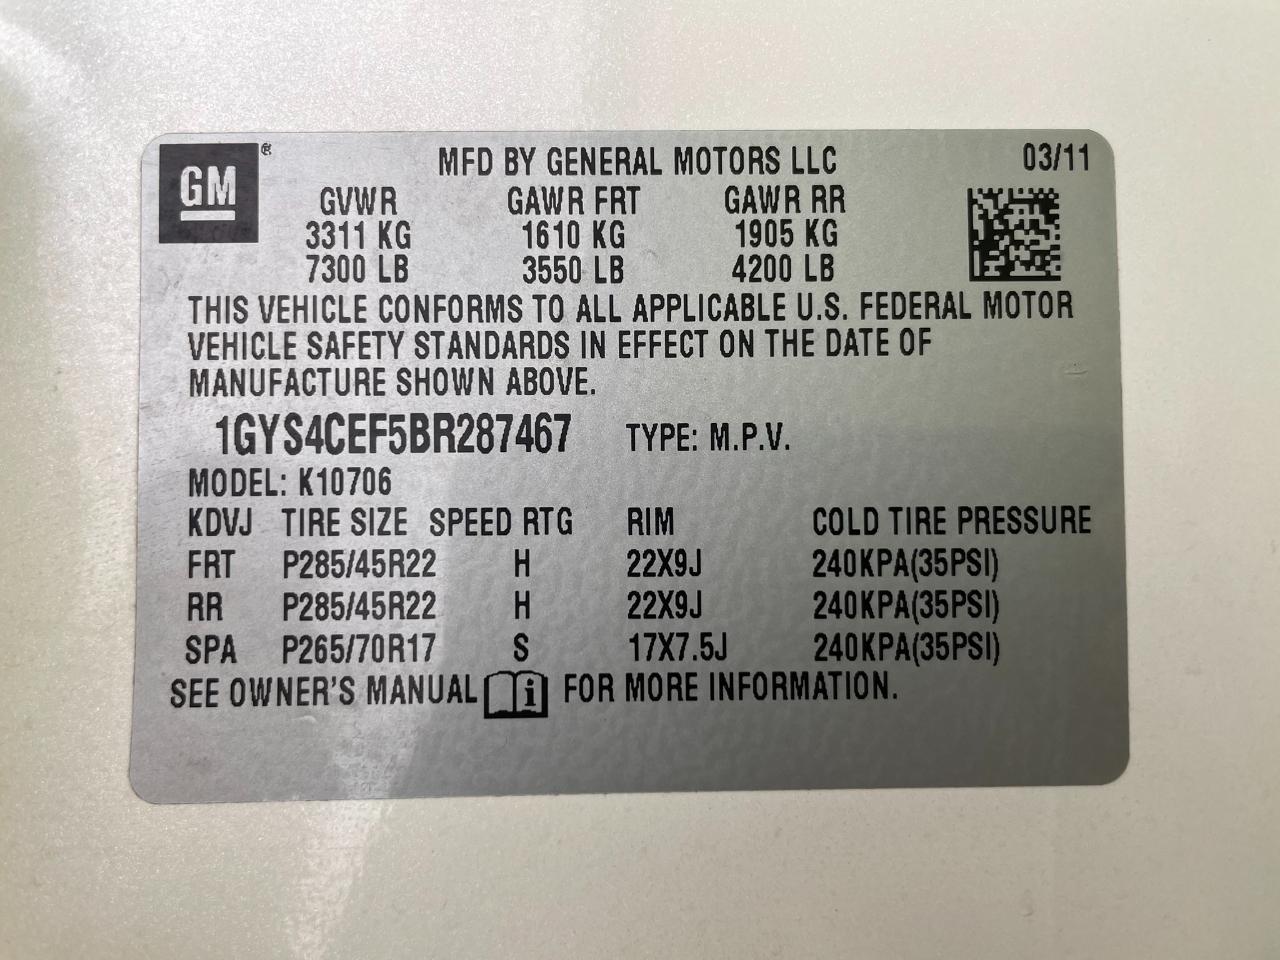 GM® MFD BY GENERAL MOTORS LLC 03/11
GVWR GAWR FRT GAWR RR
3311 KG 1610 KG 1905 KG
7300 LB 3550 LB 4200 LB
THIS VEHICLE CONFORMS TO ALL APPLICABLE U.S. FEDERAL MOTOR
VEHICLE SAFETY STANDARDS IN EFFECT ON THE DATE OF
MANUFACTURE SHOWN ABOVE.
1GYS4CEF5BR287467 TYPE: M.P.V.
MODEL: K10706
KDVJ TIRE SIZE SPEED RTG RIM COLD TIRE PRESSURE
FRT P285/45R22 H 22X9J 240KPA(35PSI)
RR P285/45R22 H 22X9J 240KPA(35PSI)
SPA P265/70R17 S 17X7.5J 240KPA(35PSI)
SEE OWNER'S MANUAL i FOR MORE INFORMATION.